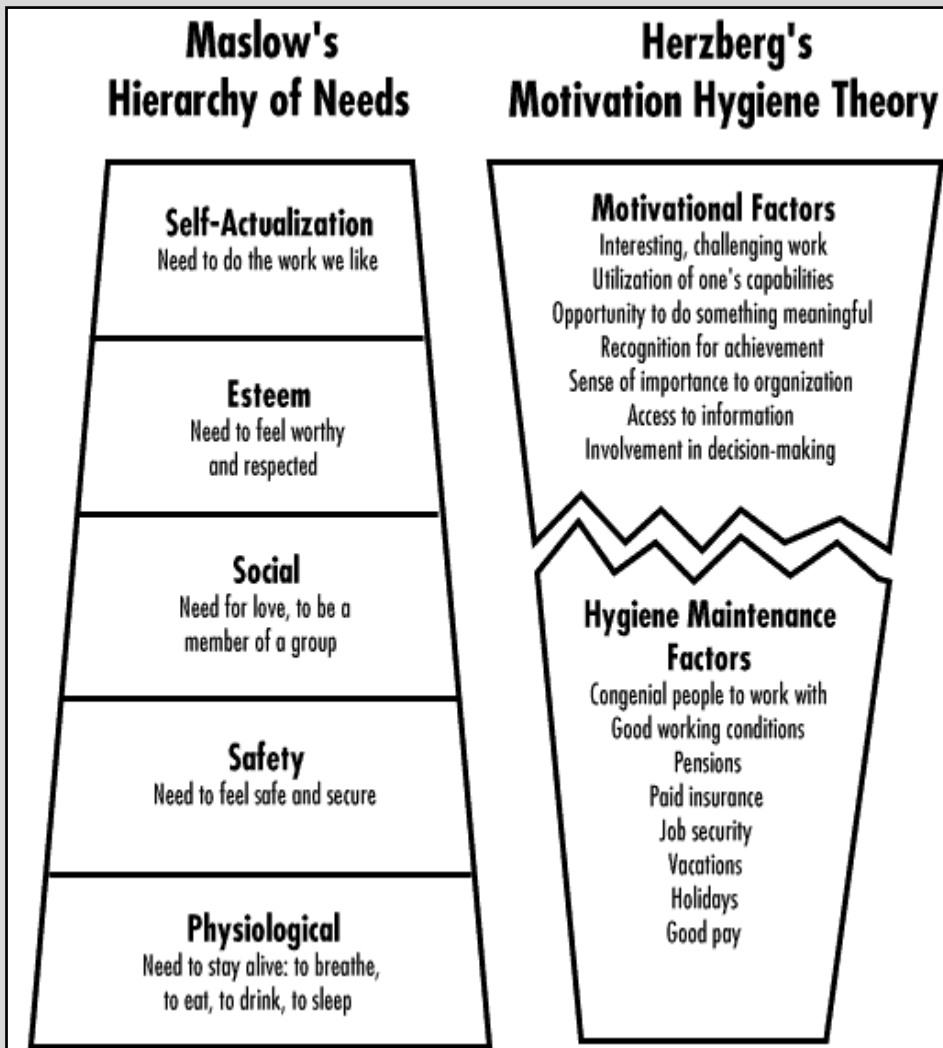 Maslow's
Hierarchy of Needs
Self-Actualization
Need to do the work we like
Esteem
Need to feel worthy
and respected
Social
Need for love, to be a
member of a group
Safety
Need to feel safe and secure
Physiological
Need to stay alive: to breathe,
to eat, to drink, to sleep
Herzberg's
Motivation Hygiene Theory
Motivational Factors
Interesting, challenging work
Utilization of one's capabilities
Opportunity to do something meaningful
Recognition for achievement
Sense of importance to organization
Access to information
Involvement in decision-making
Hygiene Maintenance
Factors
Congenial people to work with
Good working conditions
Pensions
Paid insurance
Job security
Vacations
Holidays
Good pay